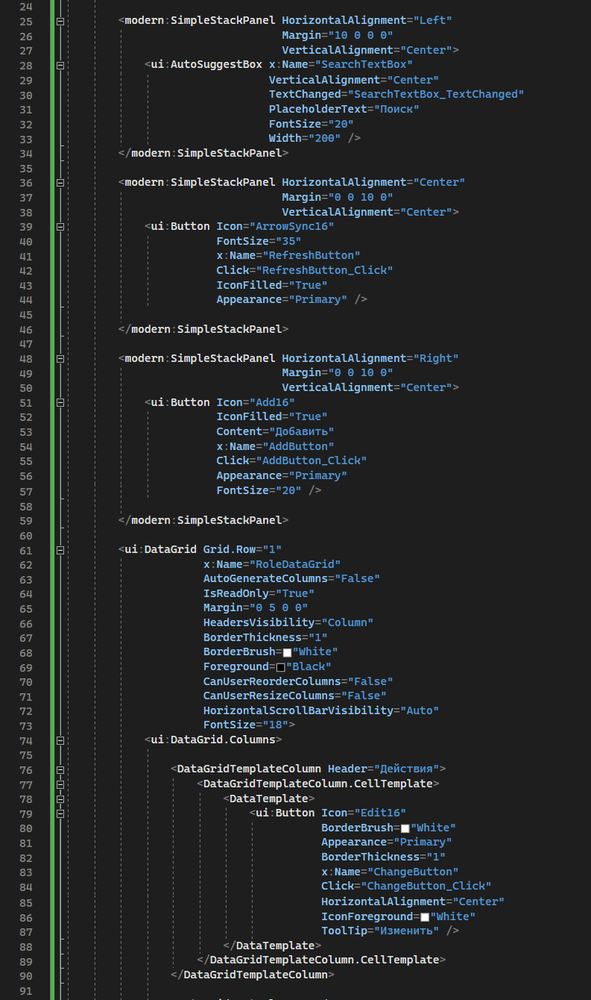 24
25 <modern:SimpleStackPanel HorizontalAlignment="Left"
26 Margin="10 0 0 0"
27 VerticalAlignment="Center">
28 <ui:AutoSuggestBox x:Name="SearchTextBox"
29 VerticalAlignment="Center"
30 TextChanged="SearchTextBox_TextChanged"
31 PlaceholderText="Поиск"
32 FontSize="20"
33 Width="200" />
34 </modern:SimpleStackPanel>
35
36 <modern:SimpleStackPanel HorizontalAlignment="Center"
37 Margin="0 0 10 0"
38 VerticalAlignment="Center">
39 <ui:Button Icon="ArrowSync16"
40 FontSize="35"
41 x:Name="RefreshButton"
42 Click="RefreshButton_Click"
43 IconFilled="True"
44 Appearance="Primary" />
45
46 </modern:SimpleStackPanel>
47
48 <modern:SimpleStackPanel HorizontalAlignment="Right"
49 Margin="0 0 10 0"
50 VerticalAlignment="Center">
51 <ui:Button Icon="Add16"
52 IconFilled="True"
53 Content="Добавить"
54 x:Name="AddButton"
55 Click="AddButton_Click"
56 Appearance="Primary"
57 FontSize="20" />
58
59 </modern:SimpleStackPanel>
60
61 <ui:DataGrid Grid.Row="1"
62 x:Name="RoleDataGrid"
63 AutoGenerateColumns="False"
64 IsReadOnly="True"
65 Margin="0 5 0 0"
66 HeadersVisibility="Column"
67 BorderThickness="1"
68 BorderBrush="White"
69 Foreground="Black"
70 CanUserReorderColumns="False"
71 CanUserResizeColumns="False"
72 HorizontalScrollBarVisibility="Auto"
73 FontSize="18">
74 <ui:DataGrid.Columns>
75
76 <DataGridTemplateColumn Header="Действия">
77 <DataGridTemplateColumn.CellTemplate>
78 <DataTemplate>
79 <ui:Button Icon="Edit16"
80 BorderBrush="White"
81 Appearance="Primary"
82 BorderThickness="1"
83 x:Name="ChangeButton"
84 Click="ChangeButton_Click"
85 HorizontalAlignment="Center"
86 IconForeground="White"
87 ToolTip="Изменить" />
88 </DataTemplate>
89 </DataGridTemplateColumn.CellTemplate>
90 </DataGridTemplateColumn>
91